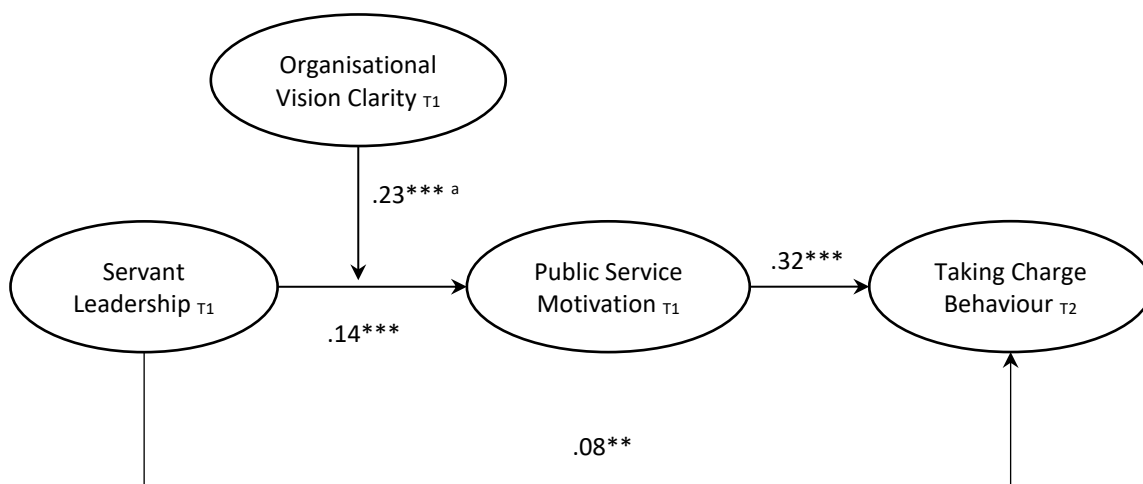 Organisational
Vision Clarity T1
.23*** a
Servant
Leadership T1
.14***
Public Service
Motivation T1
.32***
Taking Charge
Behaviour T2
.08**